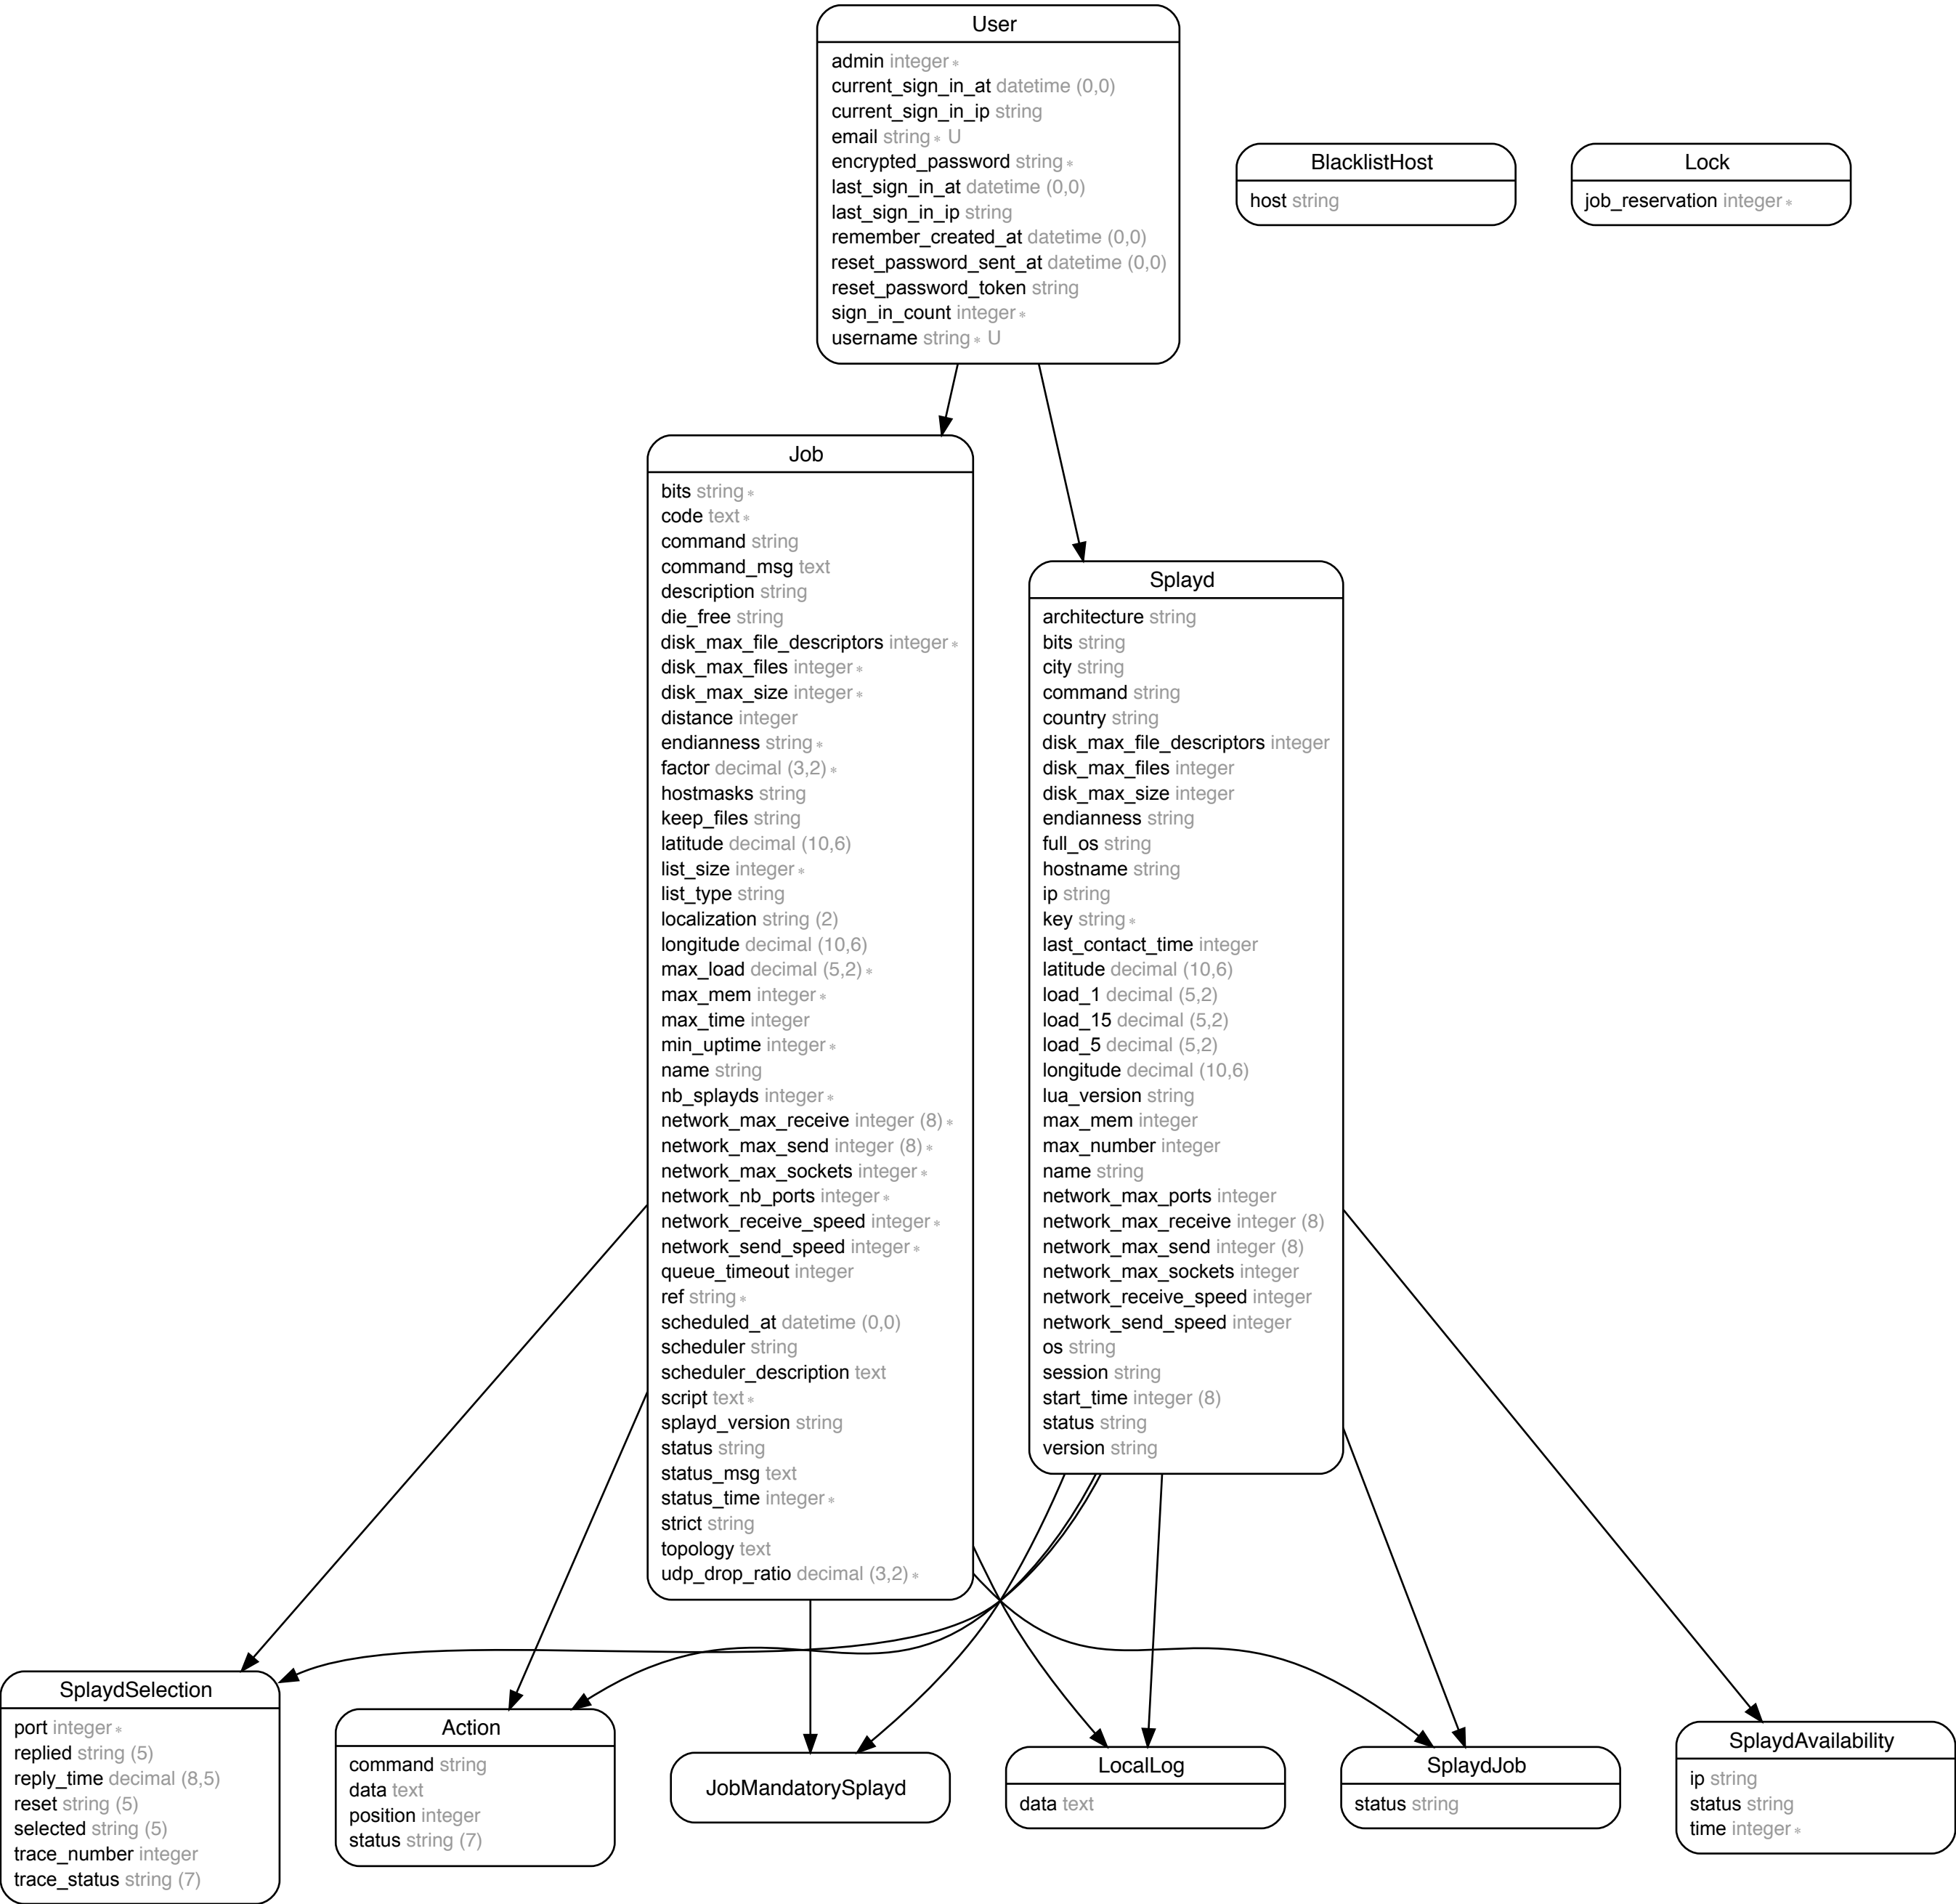 User
admin integer ∗
current_sign_in_at datetime (0,0)
current_sign_in_ip string
email string ∗ U
encrypted_password string ∗
last_sign_in_at datetime (0,0)
last_sign_in_ip string
remember_created_at datetime (0,0)
reset_password_sent_at datetime (0,0)
reset_password_token string
sign_in_count integer ∗
username string ∗ U
BlacklistHost
host string
Lock
job_reservation integer ∗
Job
bits string ∗
code text ∗
command string
command_msg text
description string
die_free string
disk_max_file_descriptors integer ∗
disk_max_files integer ∗
disk_max_size integer ∗
distance integer
endianness string ∗
factor decimal (3,2) ∗
hostmasks string
keep_files string
latitude decimal (10,6)
list_size integer ∗
list_type string
localization string (2)
longitude decimal (10,6)
max_load decimal (5,2) ∗
max_mem integer ∗
max_time integer
min_uptime integer ∗
name string
nb_splayds integer ∗
network_max_receive integer (8) ∗
network_max_send integer (8) ∗
network_max_sockets integer ∗
network_nb_ports integer ∗
network_receive_speed integer ∗
network_send_speed integer ∗
queue_timeout integer
ref string ∗
scheduled_at datetime (0,0)
scheduler string
scheduler_description text
script text ∗
splayd_version string
status string
status_msg text
status_time integer ∗
strict string
topology text
udp_drop_ratio decimal (3,2) ∗
Splayd
architecture string
bits string
city string
command string
country string
disk_max_file_descriptors integer
disk_max_files integer
disk_max_size integer
endianness string
full_os string
hostname string
ip string
key string ∗
last_contact_time integer
latitude decimal (10,6)
load_1 decimal (5,2)
load_15 decimal (5,2)
load_5 decimal (5,2)
longitude decimal (10,6)
lua_version string
max_mem integer
max_number integer
name string
network_max_ports integer
network_max_receive integer (8)
network_max_send integer (8)
network_max_sockets integer
network_receive_speed integer
network_send_speed integer
os string
session string
start_time integer (8)
status string
version string
SplaydSelection
port integer ∗
replied string (5)
reply_time decimal (8,5)
reset string (5)
selected string (5)
trace_number integer
trace_status string (7)
Action
command string
data text
position integer
status string (7)
JobMandatorySplayd
LocalLog
data text
SplaydJob
status string
SplaydAvailability
ip string
status string
time integer ∗